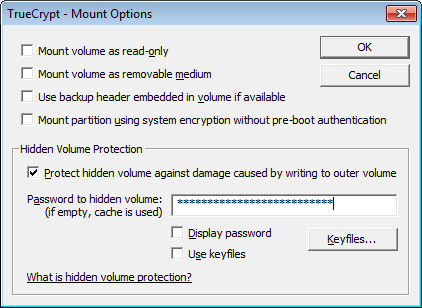 TrueCrypt - Mount Options
Mount volume as read-only
OK
Mount volume as removable medium
Cancel
Use backup header embedded in volume if available
Mount partition using system encryption without pre-boot authentication
Hidden Volume Protection
Protect hidden volume against damage caused by writing to outer volume
Password to hidden volume:
(if empty, cache is used)
**************************
Display password
Keyfiles...
Use keyfiles
What is hidden volume protection?